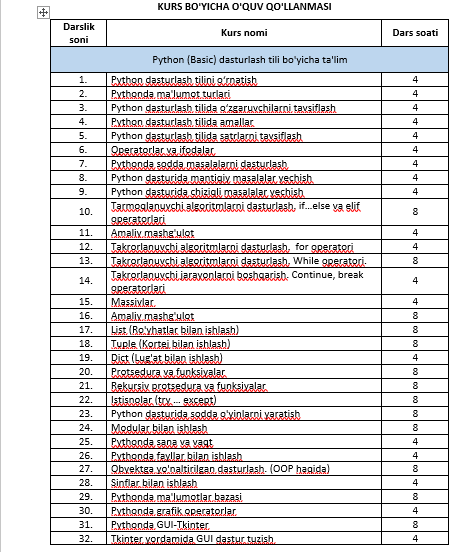 KURS BO'YICHA O'QUV QO'LLANMASI
Darslik soni Kurs nomi Dars soati
Python (Basic) dasturlash tili bo'yicha ta'lim
1. Python dasturlash tilini o'rnatish 4
2. Pythonda ma'lumot turlari 4
3. Python dasturlash tilida o'zgaruvchilarni tavsiflash 4
4. Python dasturlash tilida amallar 4
5. Python dasturlash tilida satrlarni tavsiflash 4
6. Operatorlar va ifodalar 4
7. Pythonda sodda masalalarni dasturlash 4
8. Python dasturida mantiqiy masalalar yechish 4
9. Python dasturida chiziqli masalalar yechish 4
10. Tarmoqlanuvchi algoritmlarni dasturlash, if...else va elif
operatorlari 8
11. Amaliy mashg'ulot 4
12. Takrorlanuvchi algoritmlarni dasturlash, for operatori 4
13. Takrorlanuvchi algoritmlarni dasturlash. While operatori. 8
14. Takrorlanuvchi jarayonlarni boshqarish. Continue, break
operatorlari 4
15. Massivlar 4
16. Amaliy mashg'ulot 8
17. List (Ro'yhatlar bilan ishlash) 8
18. Tuple (Kortej bilan ishlash) 8
19. Dict (Lug'at bilan ishlash) 4
20. Protsedura va funksiyalar 8
21. Rekursiv protsedura va funksiyalar 8
22. Istisnolar (try ... except) 8
23. Python dasturida sodda o'yinlarni yaratish 8
24. Modular bilan ishlash 8
25. Pythonda sana va vaqt 4
26. Pythonda fayllar bilan ishlash 4
27. Obyektga yo'naltirilgan dasturlash. (OOP haqida) 8
28. Sinflar bilan ishlash 4
29. Pythonda ma'lumotlar bazasi 8
30. Pythonda grafik operatorlar 4
31. Pythonda GUI-Tkinter 8
32. Tkinter yordamida GUI dastur tuzish 4